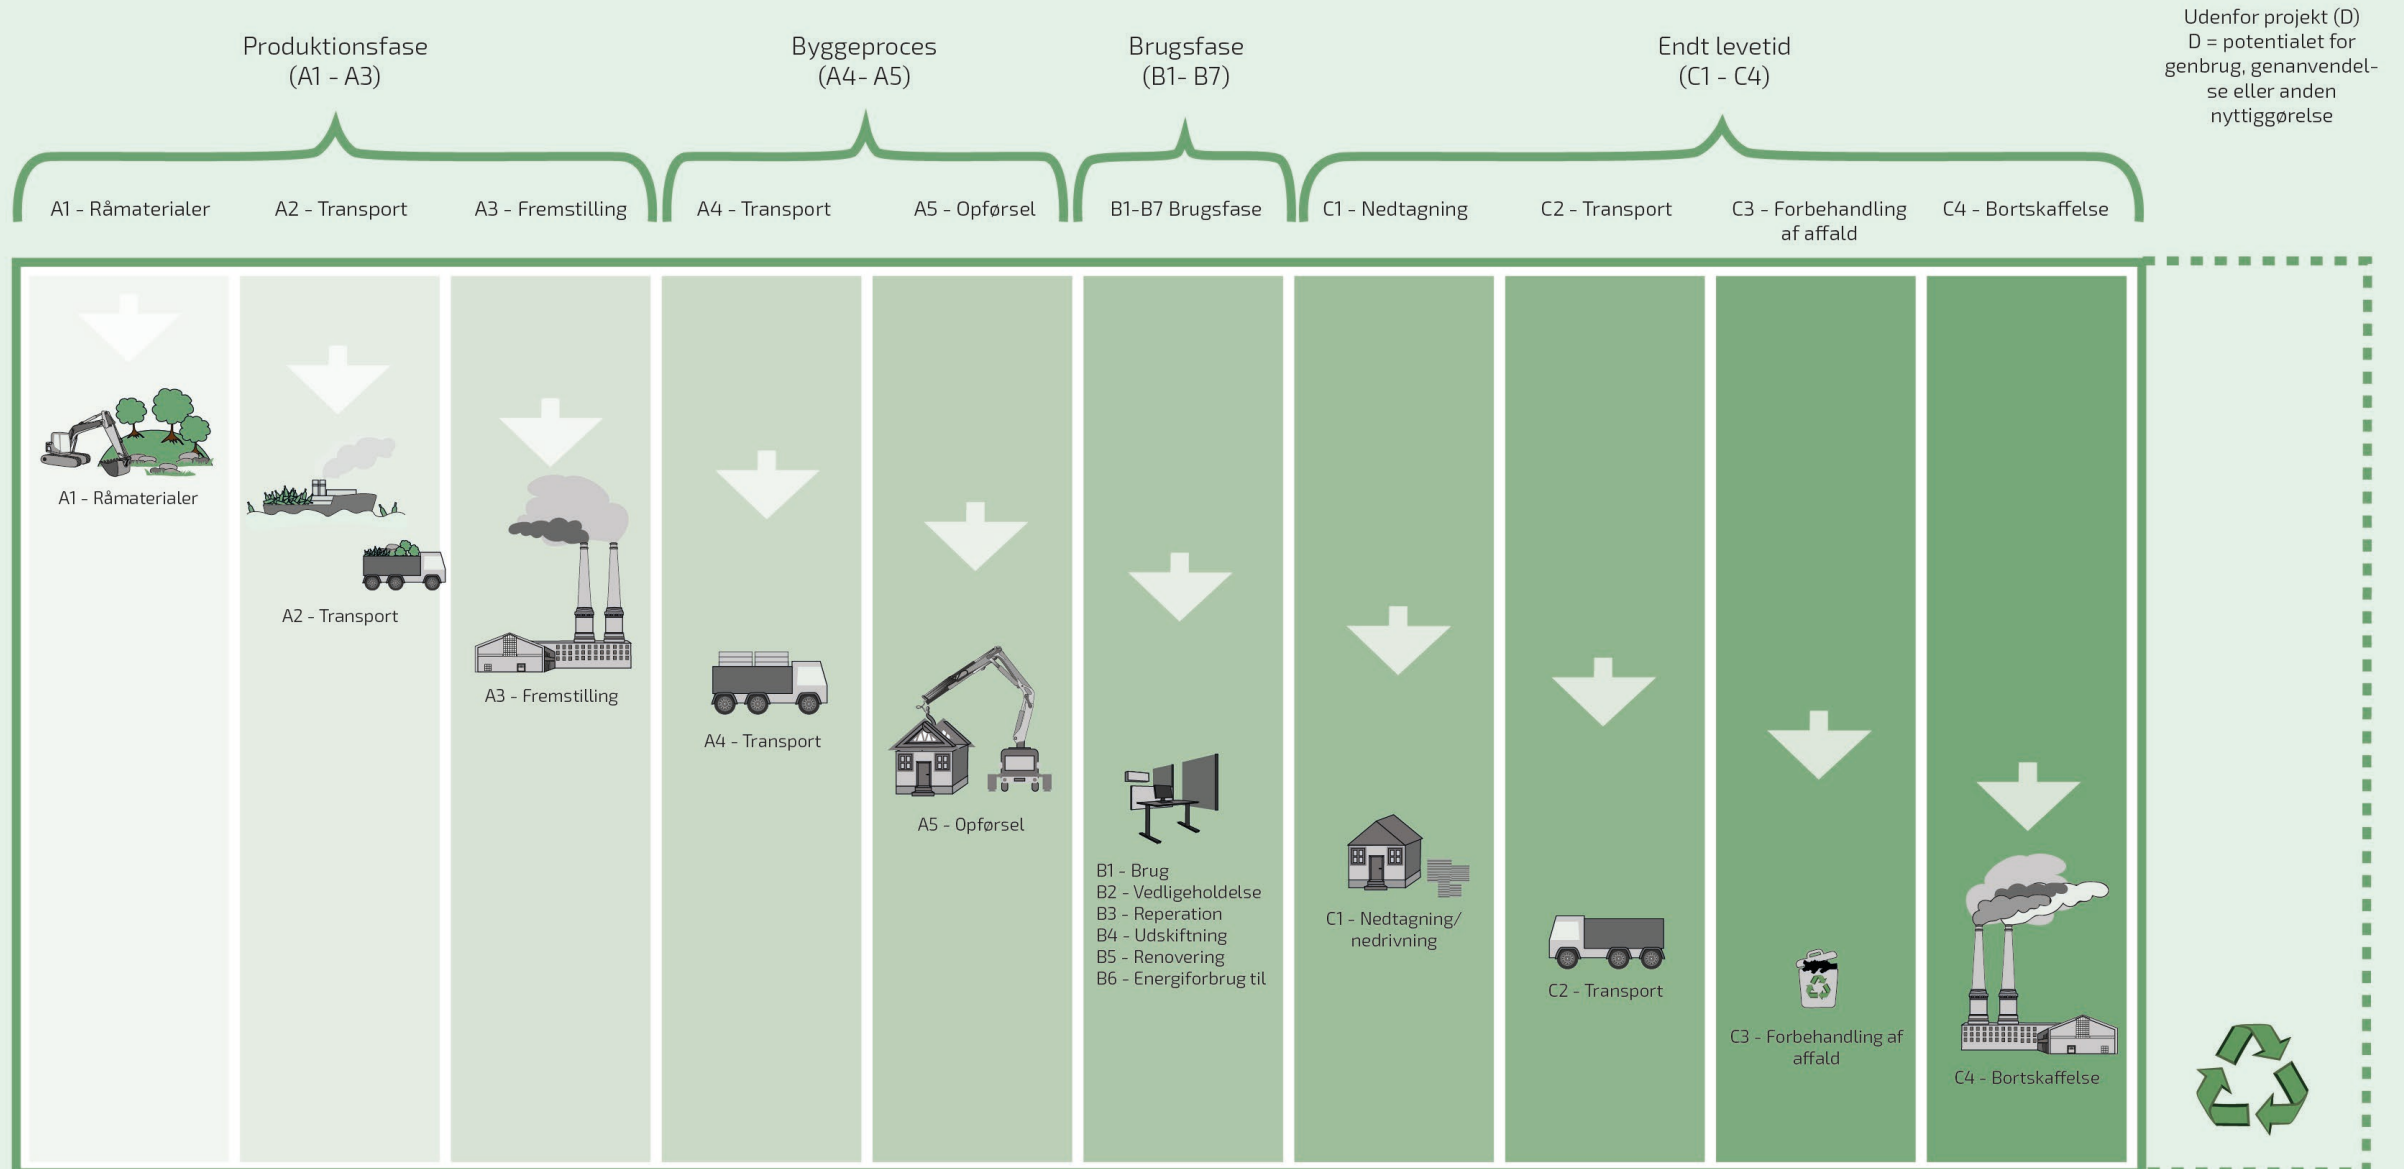 Produktionsfase
(A1 - A3)
Byggeproces
(A4- A5)
Brugsfase
(B1- B7)
Endt levetid
(C1 - C4)
Udenfor projekt (D)
D = potentialet for
genbrug, genanvendel-
se eller anden
nyttiggørelse
A1 - Råmaterialer
A2 - Transport
A3 - Fremstilling
A4 - Transport
A5 - Opførsel
B1-B7 Brugsfase
C1 - Nedtagning
C2 - Transport
C3 - Forbehandling
af affald
C4 - Bortskaffelse
A1 - Råmaterialer
A2 - Transport
A3 - Fremstilling
A4 - Transport
A5 - Opførsel
B1 - Brug
B2 - Vedligeholdelse
B3 - Reperation
B4 - Udskiftning
B5 - Renovering
B6 - Energiforbrug til
C1 - Nedtagning/
nedrivning
C2 - Transport
C3 - Forbehandling af
affald
C4 - Bortskaffelse